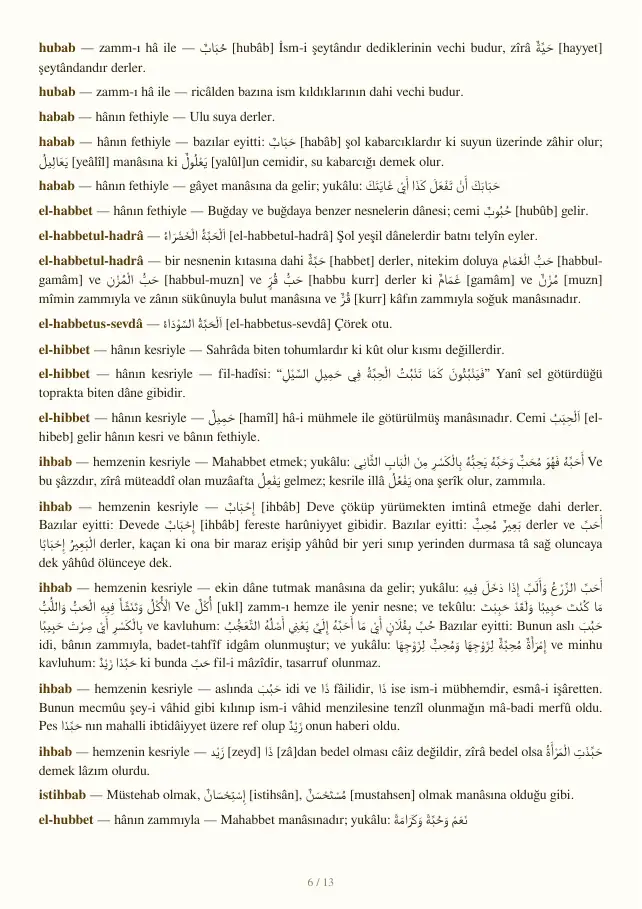 hubab — zamm-ı hâ ile — حُبَابٌ [hubâb] İsm-i şeytândır dediklerinin vechi budur, zîrâ حَيَّةٌ [hayyet]
şeytândandır derler.
hubab — zamm-ı hâ ile — ricâlden bazına ism kıldıklarının dahi vechi budur.
habab — hânın fethiyle — Ulu suya derler.
habab — hânın fethiyle — bazılar eyitti: حَبَابٌ [habâb] şol kabarcıklardır ki suyun üzerinde zâhir olur;
يَعَالِيلُ [yeâlîl] manâsına ki يَعْلُولٌ [yalûl]un cemidir, su kabarcığı demek olur.
habab — hânın fethiyle — gâyet manâsına da gelir; yukâlu: حَبَابَكَ أَنْ تَفْعَلَ كَذَا أَيْ غَايَتَكَ
el-habbet — hânın fethiyle — Buğday ve buğdaya benzer nesnelerin dânesi; cemi حُبُوبٌ [hubûb] gelir.
el-habbetul-hadrâ — اَلْحَبَّةُ الْخَضْرَاءُ [el-habbetul-hadrâ] Şol yeşil dânelerdir batnı telyîn eyler.
el-habbetul-hadrâ — bir nesnenin kıtasına dahi حَبَّةٌ [habbet] derler, nitekim doluya حَبُّ الْغَمَامِ [habbul-
gamâm] ve حَبُّ الْمُزْنِ [habbul-muzn] ve حَبُّ قُرٍّ [habbu kurr] derler ki غَمَامٌ [gamâm] ve مُزْنٌ [muzn]
mîmin zammıyla ve zânın sükûnuyla bulut manâsına ve قُرٌّ [kurr] kâfın zammıyla soğuk manâsınadır.
el-habbetus-sevdâ — اَلْحَبَّةُ السَّوْدَاءُ [el-habbetus-sevdâ] Çörek otu.
el-hibbet — hânın kesriyle — Sahrâda biten tohumlardır ki kût olur kısmı değillerdir.
el-hibbet — hânın kesriyle — fil-hadîsi: “فَيَنْبُتُونَ كَمَا تَنْبُتُ الْحِبَّةُ فِي حَمِيلِ السَّيْلِ” Yanî sel götürdüğü
toprakta biten dâne gibidir.
el-hibbet — hânın kesriyle — حَمِيلٌ [hamîl] hâ-i mühmele ile götürülmüş manâsınadır. Cemi اَلْحِبَبُ [el-
hibeb] gelir hânın kesri ve bânın fethiyle.
ihbab — hemzenin kesriyle — Mahabbet etmek; yukâlu: أَحَبَّهُ فَهُوَ مُحَبٌّ وَحَبَّهُ يَحِبُّهُ بِالْكَسْرِ مِنَ الْبَابِ الثَّانِي Ve
bu şâzzdır, zîrâ müteaddî olan muzâafta يَفْعِلُ gelmez; kesrile illâ يَفْعُلُ ona şerîk olur, zammıla.
ihbab — hemzenin kesriyle — إِحْبَابٌ [ihbâb] Deve çöküp yürümekten imtinâ etmeğe dahi derler.
Bazılar eyitti: Devede إِحْبَابٌ [ihbâb] fereste harûniyyet gibidir. Bazılar eyitti: بَعِيرٌ مُحِبٌّ derler ve أَحَبَّ
الْبَعِيرُ إِحْبَابًا derler, kaçan ki ona bir maraz erişip yâhûd bir yeri sınıp yerinden durmasa tâ sağ oluncaya
dek yâhûd ölünceye dek.
ihbab — hemzenin kesriyle — ekin dâne tutmak manâsına da gelir; yukâlu: أَحَبَّ الزَّرْعُ وَأَلَبَّ إِذَا دَخَلَ فِيهِ
الْأُكْلُ وَتَنَشَّأَ فِيهِ الْحَبُّ وَاللُّبُّ Ve أُكْلٌ [ukl] zamm-ı hemze ile yenir nesne; ve tekûlu: مَا كُنْتَ حَبِيبًا وَلَقَدْ حَبِبْتَ
بِالْكَسْرِ أَيْ صِرْتَ حَبِيبًا ve kavluhum: حُبَّ بِفُلَانٍ أَيْ مَا أَحَبَّهُ إِلَيَّ يَعْنِي أَصْلُهُ التَّعَجُّبُ Bazılar eyitti: Bunun aslı حَبُبَ
idi, bânın zammıyla, badet-tahfîf idgâm olunmuştur; ve yukâlu: إِمْرَأَةٌ مُحِبَّةٌ لِزَوْجِهَا وَمُحِبٌّ لِزَوْجِهَا ve minhu
kavluhum: حَبَّذَا زَيْدٌ ki bunda حَبَّ fil-i mâzîdir, tasarruf olunmaz.
ihbab — hemzenin kesriyle — aslında حَبُبَ idi ve ذَا fâilidir, ذَا ise ism-i mübhemdir, esmâ-i işâretten.
Bunun mecmûu şey-i vâhid gibi kılınıp ism-i vâhid menzilesine tenzîl olunmağın mâ-badi merfû oldu.
Pes حَبَّذَا nın mahalli ibtidâiyyet üzere ref olup زَيْدٌ onun haberi oldu.
ihbab — hemzenin kesriyle — زَيْد [zeyd] ذَا [zâ]dan bedel olması câiz değildir, zîrâ bedel olsa حَبَّذَتِ الْمَرْأَةُ
demek lâzım olurdu.
istihbab — Müstehab olmak, إِسْتِحْسَانٌ [istihsân], مُسْتَحْسَنٌ [mustahsen] olmak manâsına olduğu gibi.
el-hubbet — hânın zammıyla — Mahabbet manâsınadır; yukâlu: نَعَمْ وَحُبَّةً وَكَرَامَةً
6 / 13